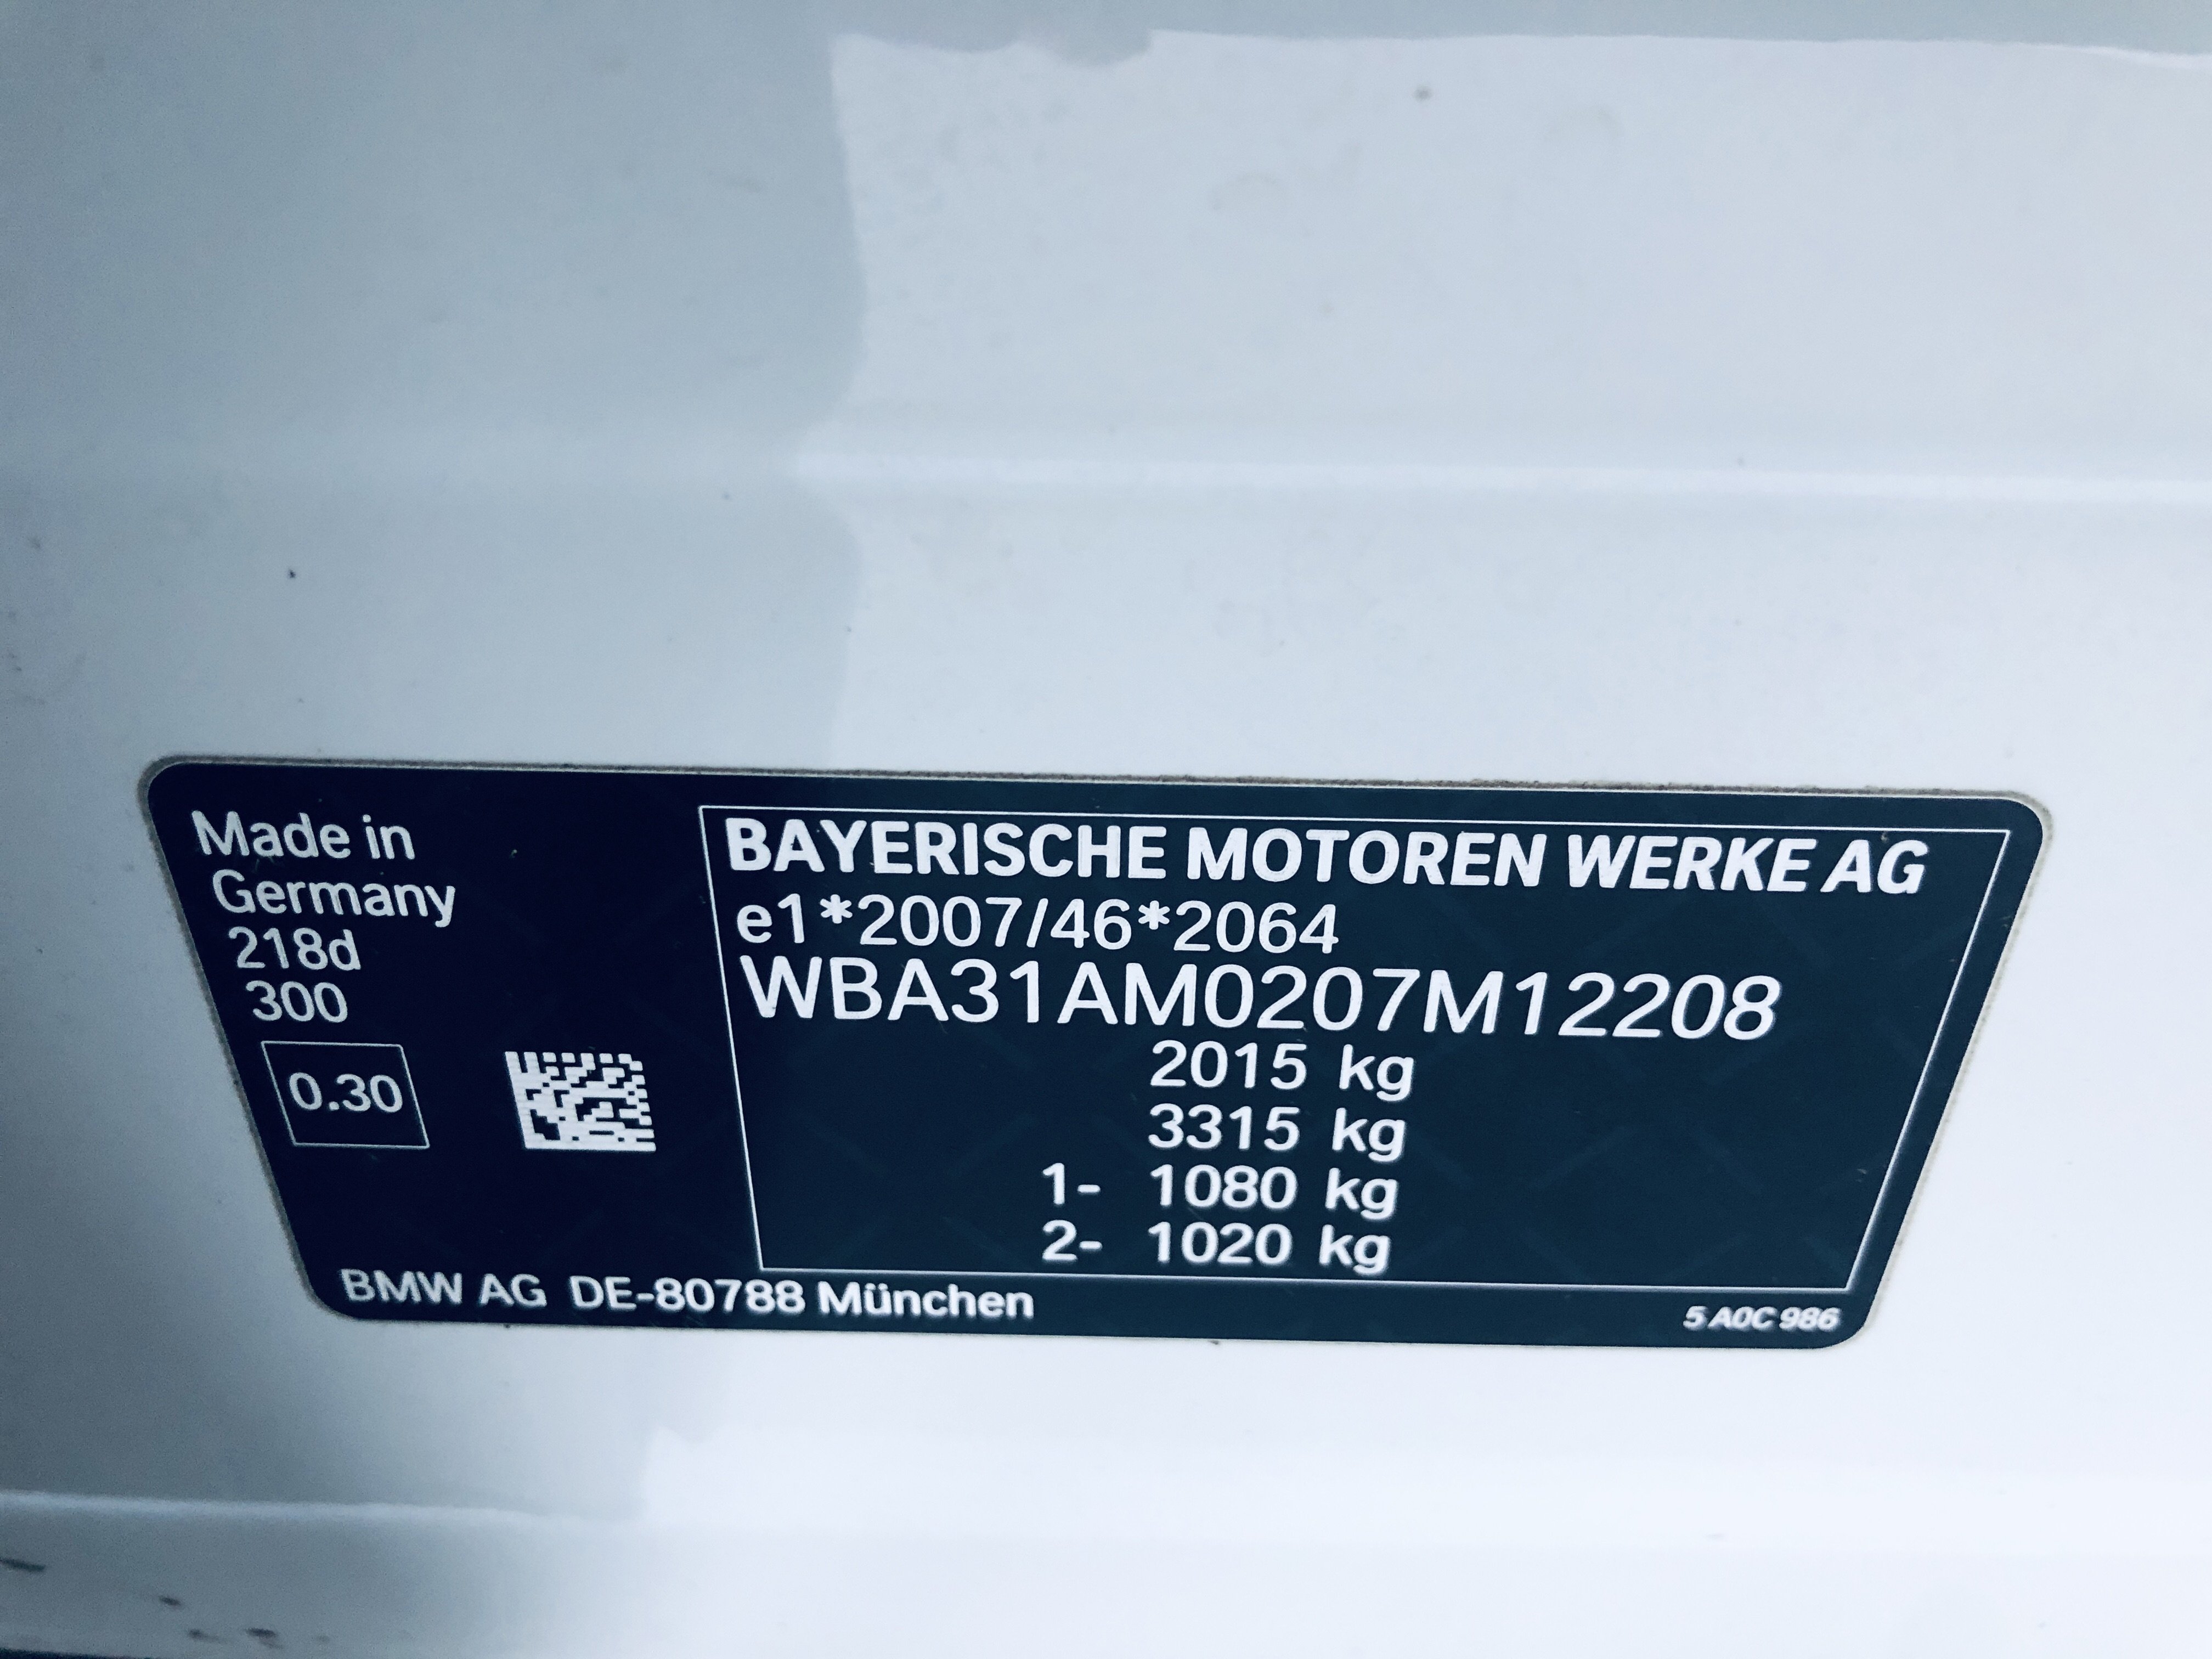 Made in
Germany
218d
300
0.30
BAYERISCHE MOTOREN WERKE AG
e1*2007/46*2064
WBA31AM0207M12208
2015 kg
3315 kg
1- 1080 kg
2- 1020 kg
BMW AG DE-80788 München
5 A0C 986